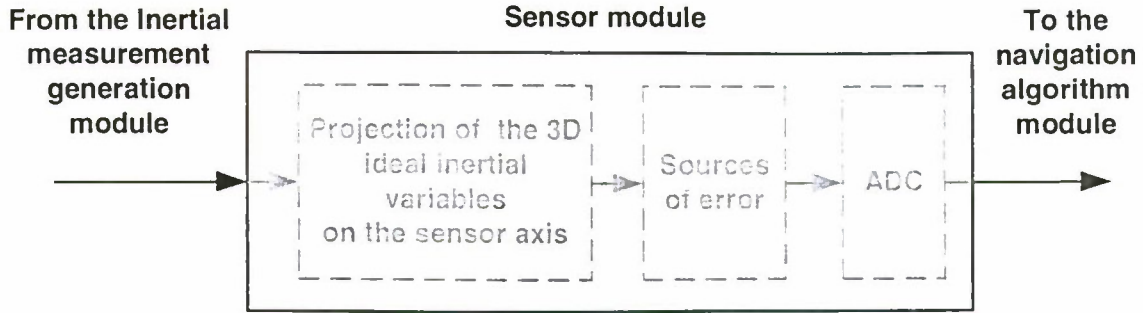 From the Inertial
measurement
generation
module
Sensor module
To the
navigation
algorithm
module
Projection of the 3D
ideal inertial
variables
on the sensor axis
Sources
of error
ADC